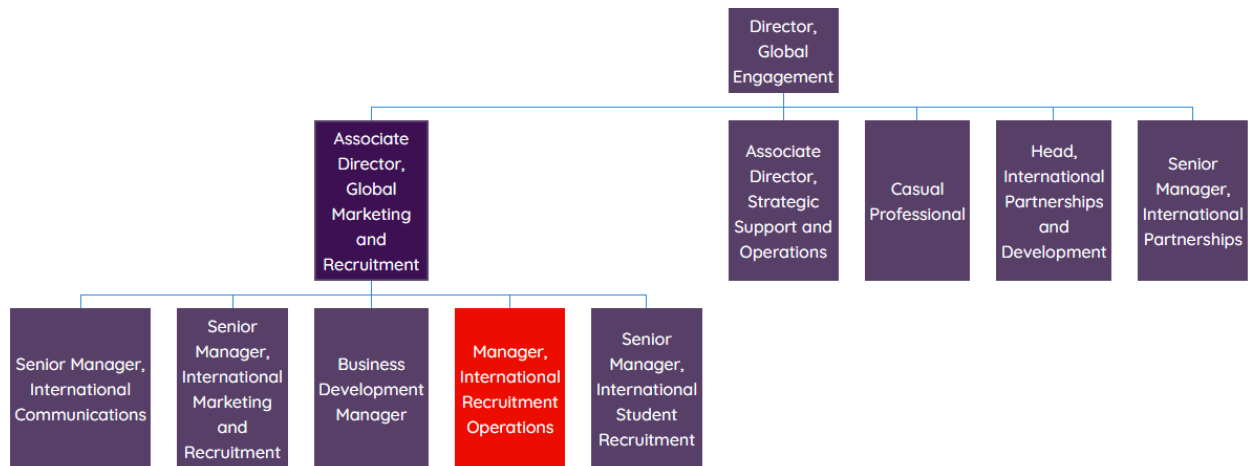 Director,
Global
Engagement
Associate
Director,
Global
Marketing
and
Recruitment
Associate
Director,
Strategic
Support and
Operations
Casual
Professional
Head,
International
Partnerships
and
Development
Senior
Manager,
International
Partnerships
Senior Manager,
International
Communications
Senior
Manager,
International
Marketing
and
Recruitment
Business
Development
Manager
Manager,
International
Recruitment
Operations
Senior
Manager,
International
Student
Recruitment